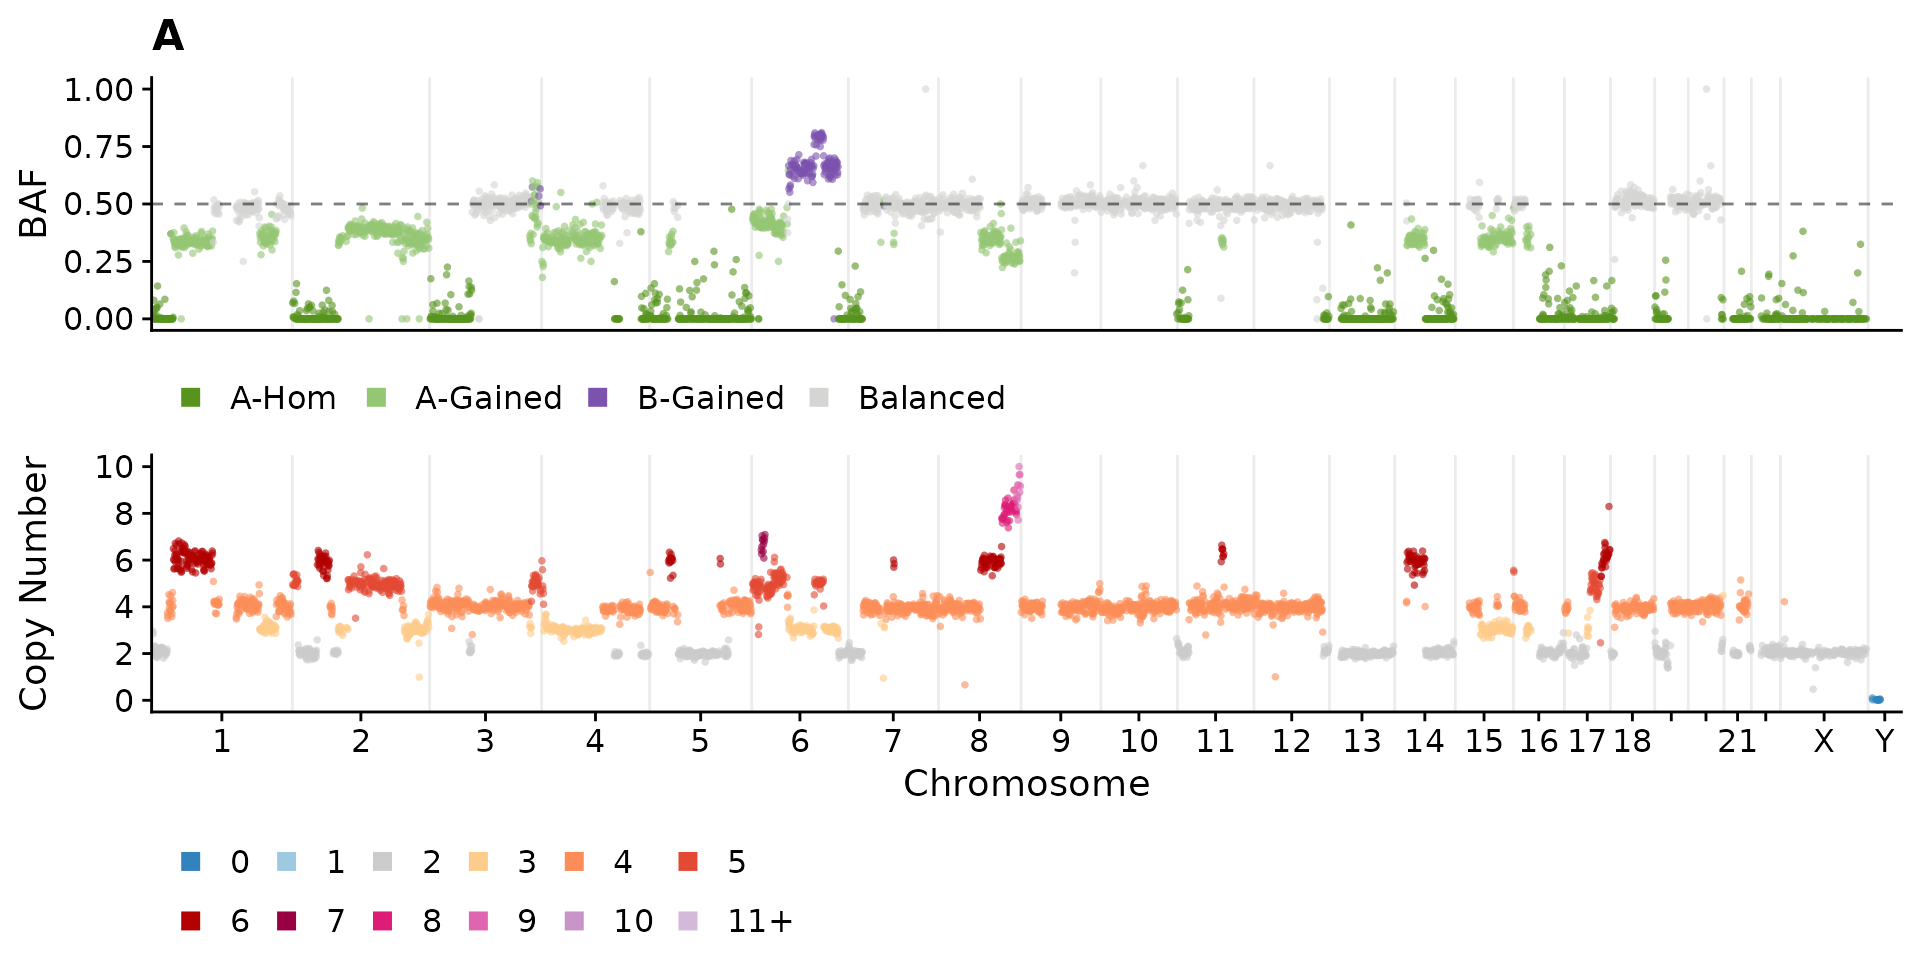 A
BAF
1.00
0.75
0.50
0.25
0.00
A-Hom A-Gained B-Gained Balanced
Copy Number
10
8
6
4
2
0
1 2 3 4 5 6 7 8 9 10 11 12 13 14 15 16 17 18 21 X Y
Chromosome
0 1 2 3 4 5
6 7 8 9 10 11+